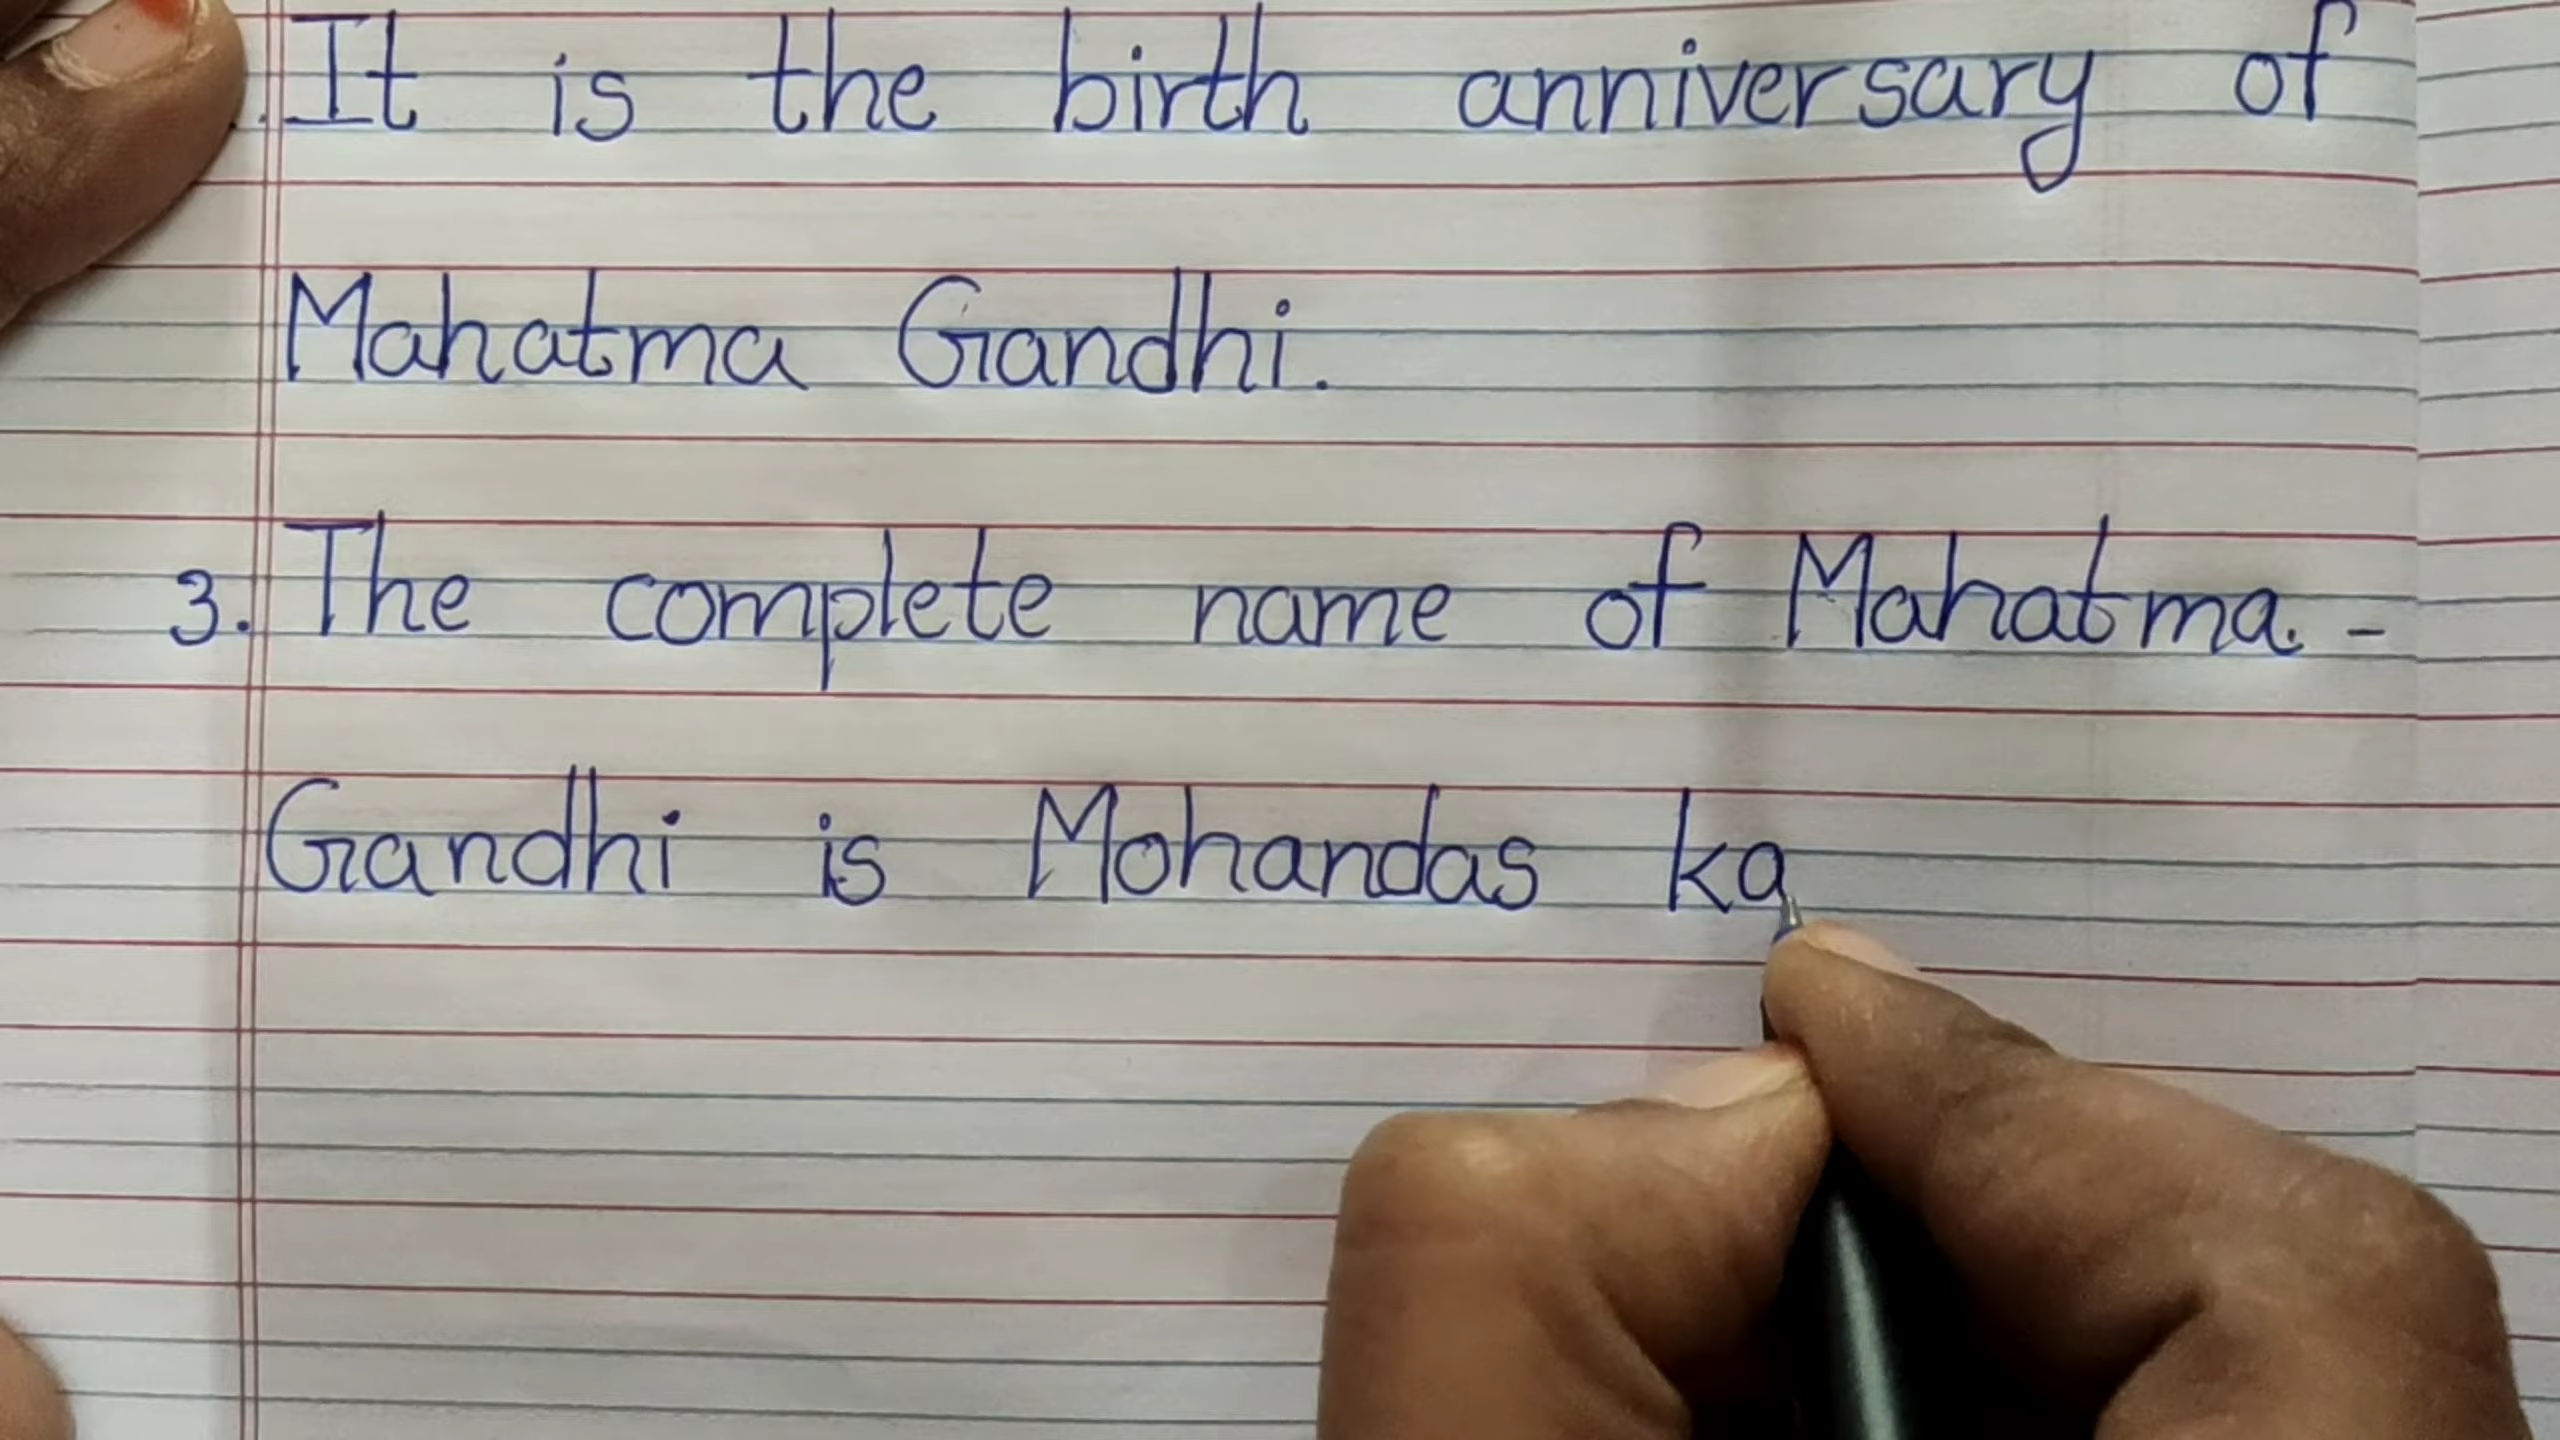 It is the birth anniversary of
Mahatma Gandhi.
3. The complete name of Mahatma. -
Gandhi is Mohandas ka